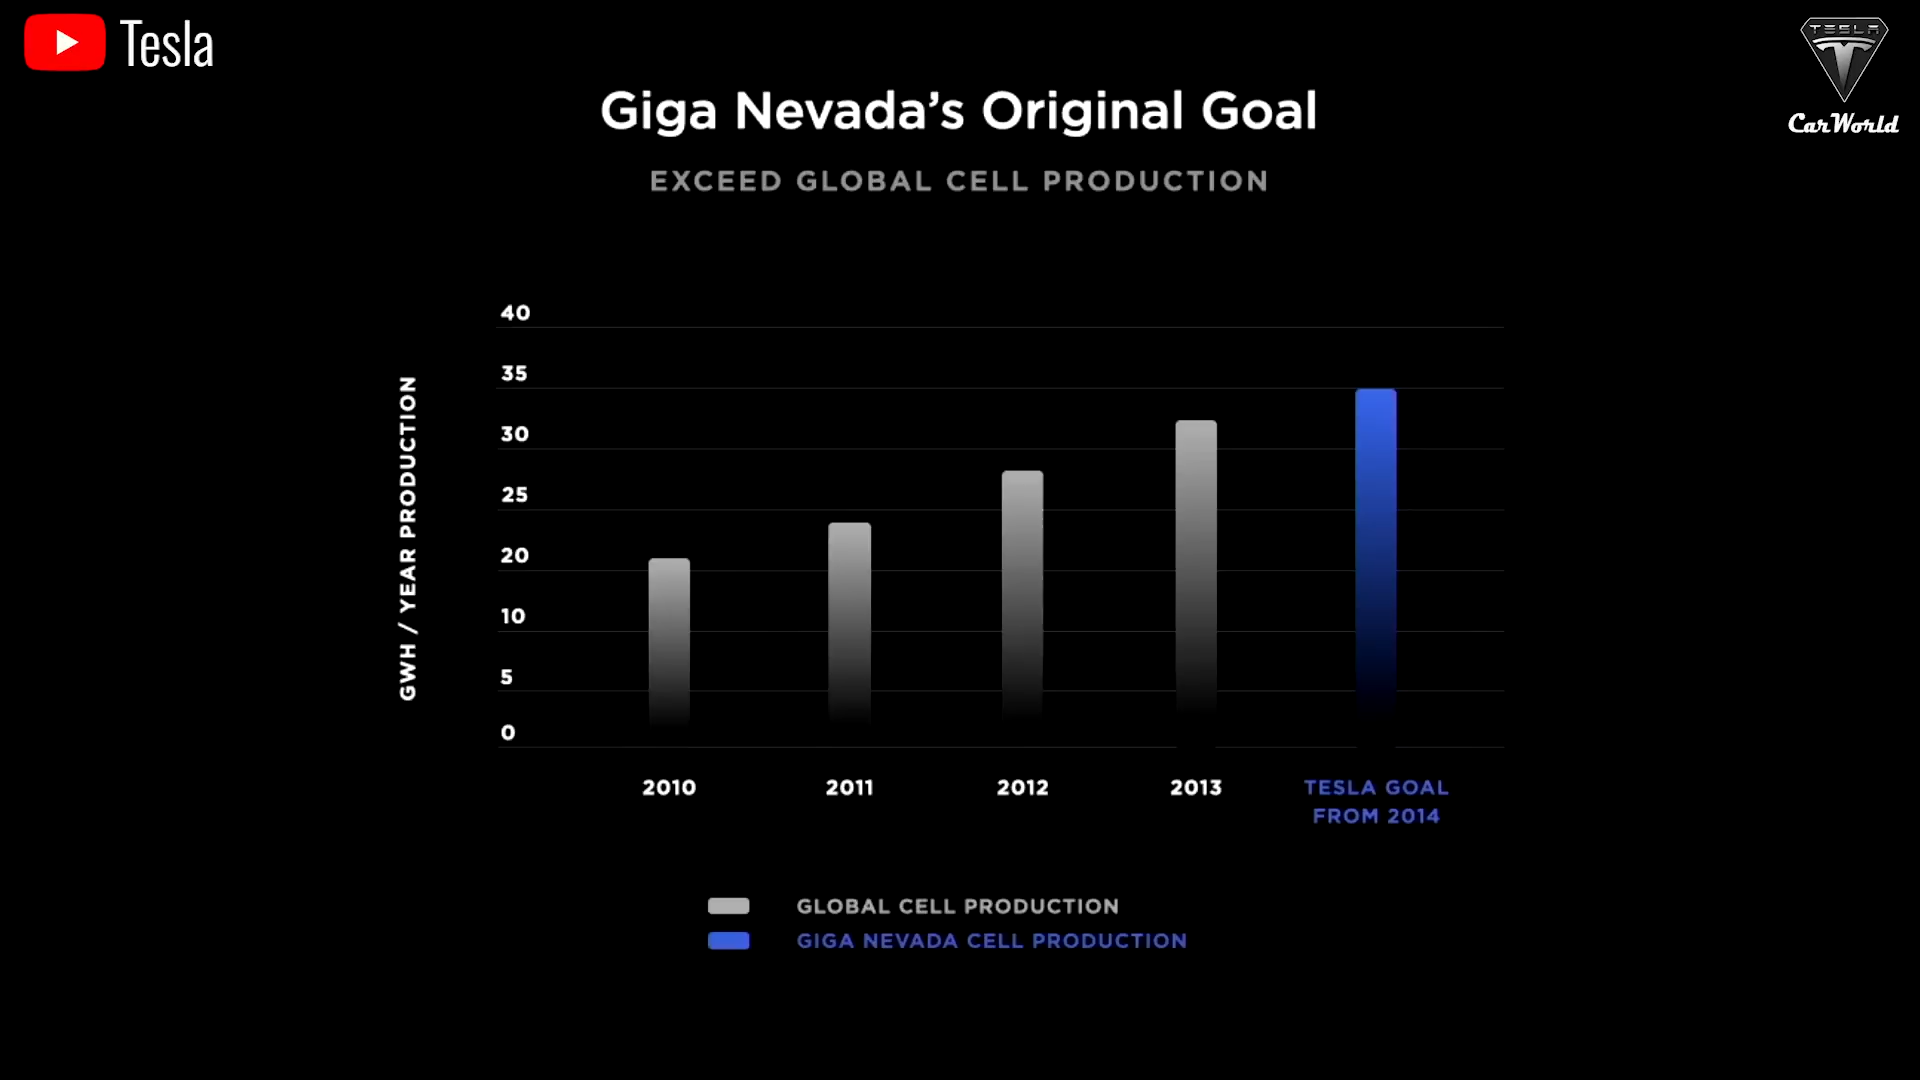 Tesla
TESLA
CarWorld
Giga Nevada’s Original Goal
EXCEED GLOBAL CELL PRODUCTION
GWH / YEAR PRODUCTION
40
35
30
25
20
10
5
0
2010
2011
2012
2013
TESLA GOAL
FROM 2014
GLOBAL CELL PRODUCTION
GIGA NEVADA CELL PRODUCTION